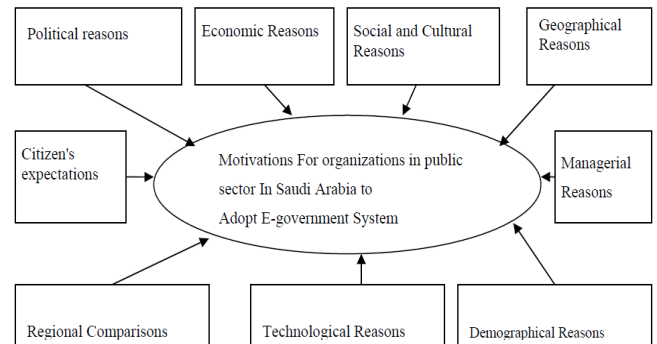 Political reasons
Economic Reasons
Social and Cultural
Reasons
Geographical
Reasons
Citizen's
expectations
Motivations For organizations in public
sector In Saudi Arabia to
Adopt E-government System
Managerial
Reasons
Regional Comparisons
Technological Reasons
Demographical Reasons